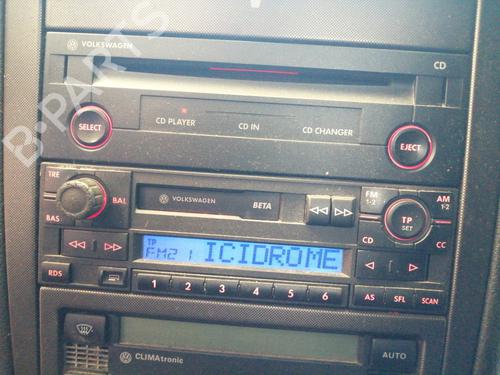 VOLKSWAGEN
CD
SELECT
CD PLAYER
CD IN
CD CHANGER
EJECT
TRE
BAL
BAS
VOLKSWAGEN
BETA
FM
1-2
AM
1-2
TP
SET
CD
CC
TP
FM2 1 ICIDROME
RDS
1 2 3 4 5 6
AS SFL SCAN
CLIMAtronic
AUTO
B-PARTS